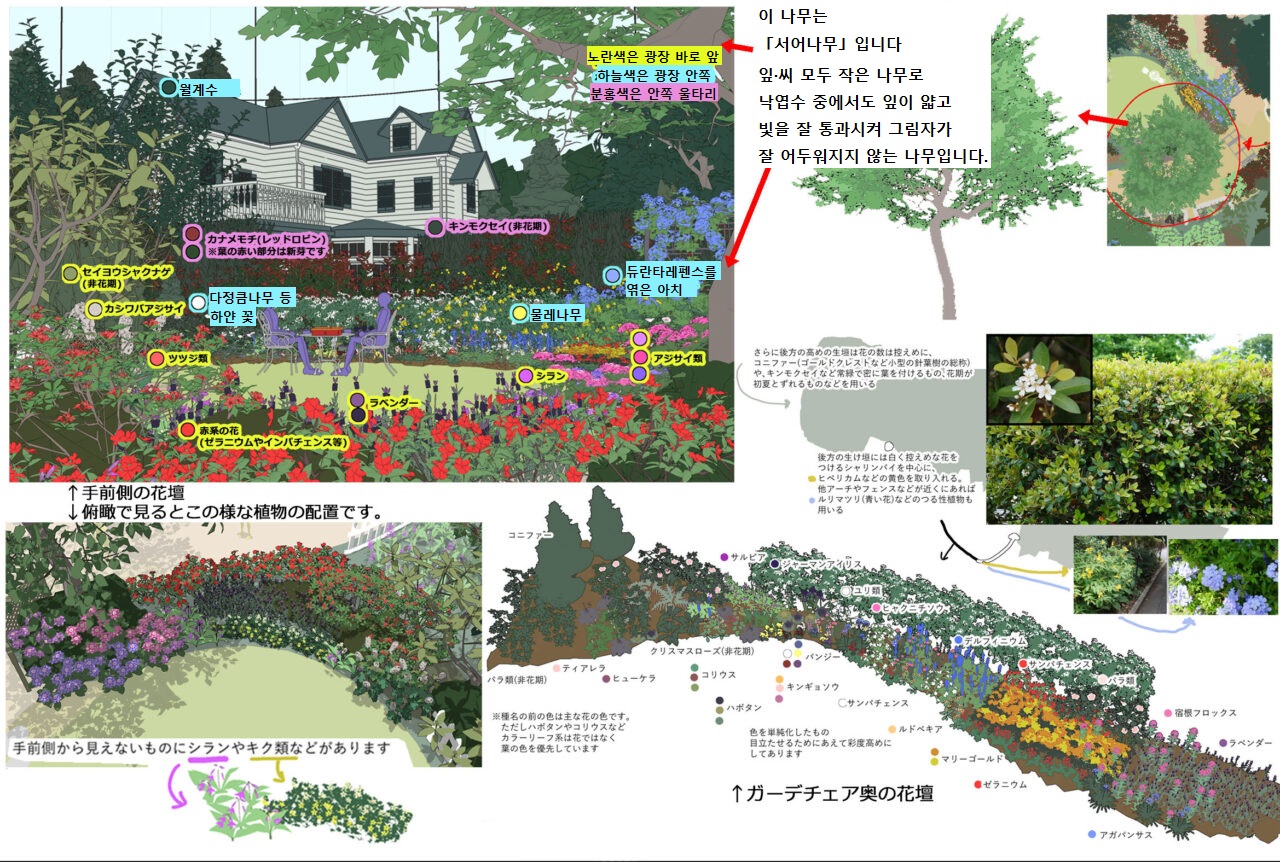 이 나무는
「서어나무」입니다
잎·씨 모두 작은 나무로
낙엽수 중에서도 잎이 얇고
빛을 잘 통과시켜 그림자가
잘 어두워지지 않는 나무입니다.
노란색은 광장 바로 앞
하늘색은 광장 안쪽
분홍색은 안쪽 울타리
월계수
カナメモチ(レッドロビン)
※葉の赤い部分は新芽です
キンモクセイ(非花期)
セイヨウシャクナゲ
(非花期)
カシワバアジサイ
다정큼나무 등
하얀 꽃
듀란타레펜스를
엮은 아치
물레나무
ツツジ類
アジサイ類
シラン
ラベンダー
赤系の花
(ゼラニウムやインパチェンス等)
さらに後方の高めの生垣は花の数は控えめに、
コニファー(ゴールドクレストなど小型の針葉樹の総称)
や、キンモクセイなど常緑で密に葉を付けるもの、花期が
初夏とずれるものなどを用いる
後方の生け垣には白く控えめな花を
つけるシャリンバイを中心に、
ヒペリカムなどの黄色を取り入れる。
他アーチやフェンスなどが近くにあれば
ルリマツリ(青い花)などのつる性植物も
用いる
↑手前側の花壇
↓俯瞰で見るとこの様な植物の配置です。
手前側から見えないものにシランやキク類などがあります
コニファー
サルビア
ジャーマンアイリス
ユリ類
ヒャクニチソウ
デルフィニウム
サンパチェンス
バラ類
宿根フロックス
ラベンダー
クリスマスローズ(非花期)
パンジー
ティアレラ
バラ類(非花期)
ヒューケラ
コリウス
キンギョソウ
ハボタン
サンパチェンス
ルドベキア
マリーゴールド
ゼラニウム
アガパンサス
※種名の前の色は主な花の色です。
ただしハボタンやコリウスなど
カラーリーフ系は花ではなく
葉の色を優先しています
色を単純化したもの
目立たせるためにあえて彩度高めに
してあります
↑ガーデチェア奥の花壇